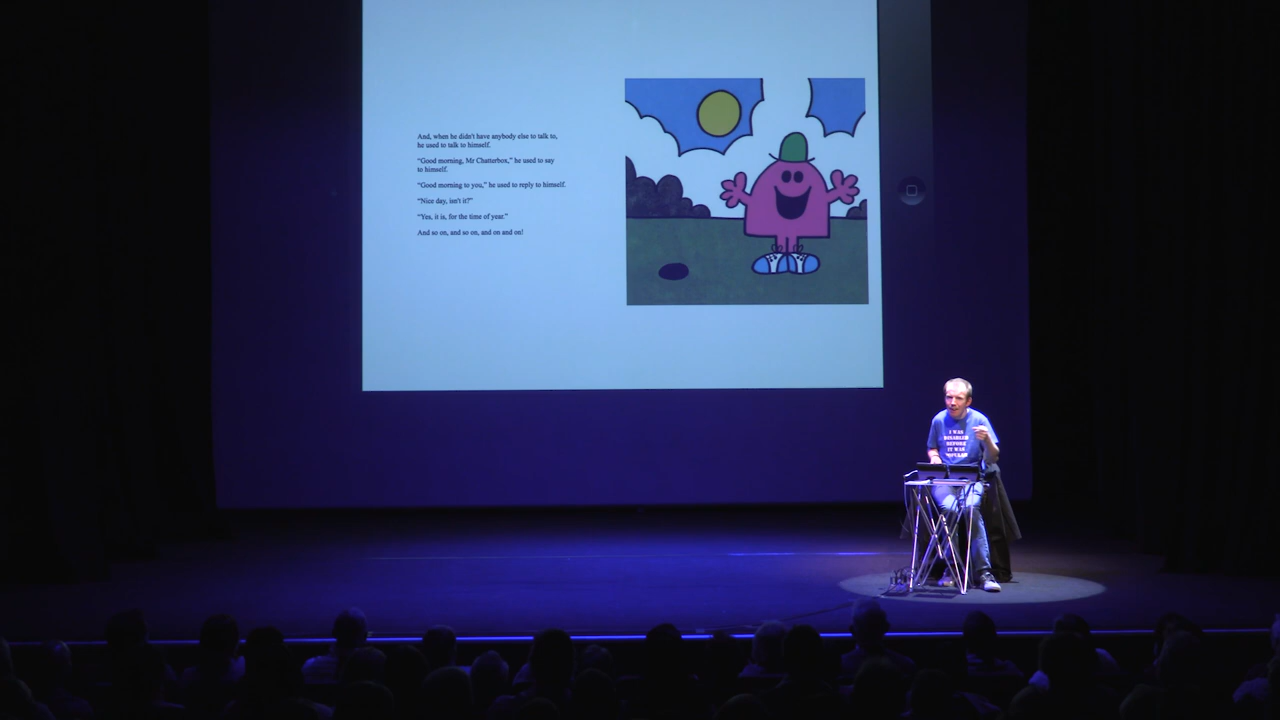 And, when he didn't have anybody else to talk to,
he used to talk to himself.
“Good morning, Mr Chatterbox,” he used to say
to himself.
“Good morning to you,” he used to reply to himself.
“Nice day, isn't it?”
“Yes, it is, for the time of year.”
And so on, and so on, and on and on!
I WAS
DISABLED
BEFORE
IT WAS
POPULAR